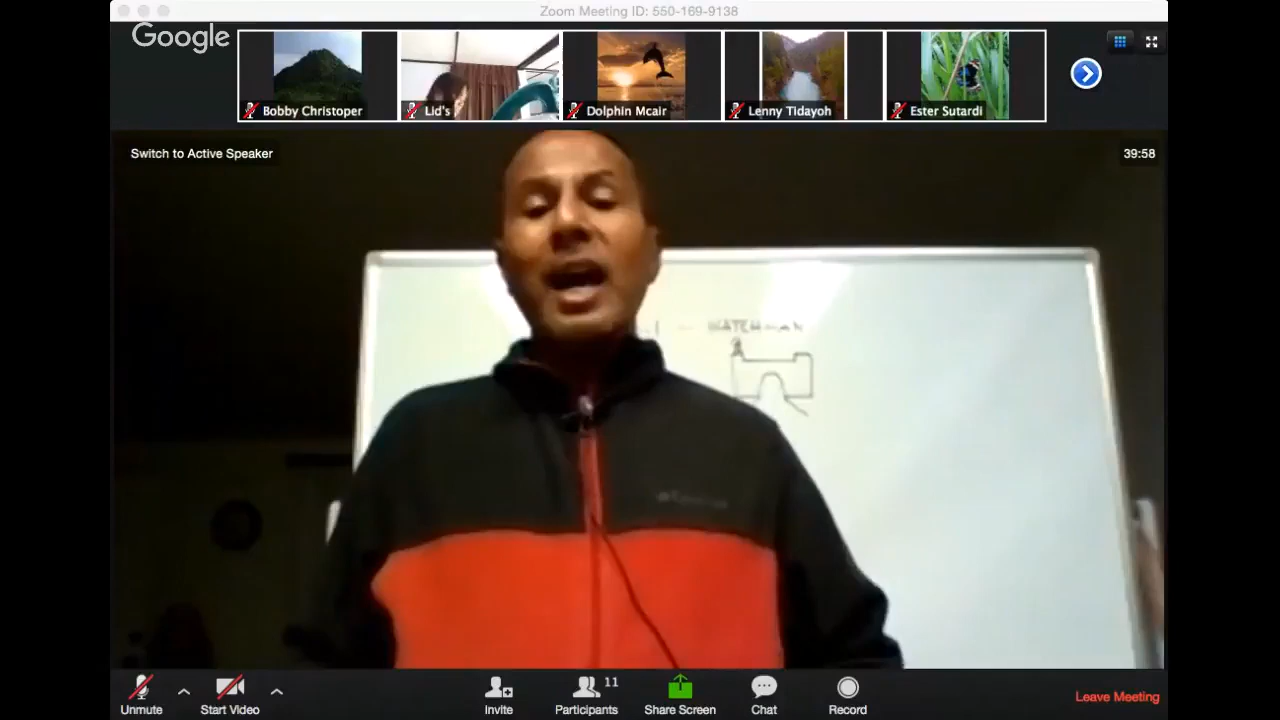 Zoom Meeting ID: 550-169-9138
Google
Bobby Christoper
Lid's
Dolphin Mcair
Lenny Tidayoh
Ester Sutardi
Switch to Active Speaker
39:58
WATCHMAN
Unmute
Start Video
Invite
Participants
11
Share Screen
Chat
Record
Leave Meeting